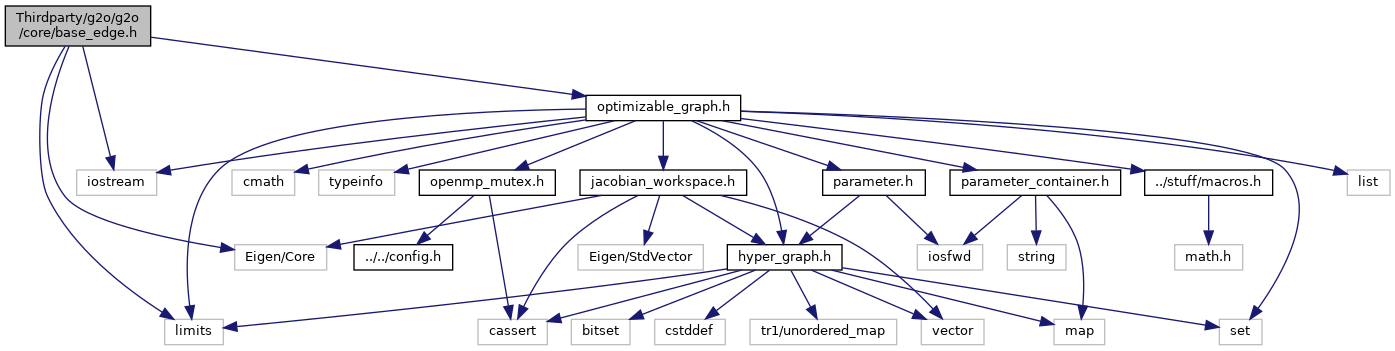 Thirdparty/g2o/g2o
/core/base_edge.h
optimizable_graph.h
iostream
cmath
typeinfo
openmp_mutex.h
jacobian_workspace.h
parameter.h
parameter_container.h
../stuff/macros.h
list
Eigen/Core
../../config.h
Eigen/StdVector
hyper_graph.h
iosfwd
string
math.h
limits
cassert
bitset
cstddef
tr1/unordered_map
vector
map
set